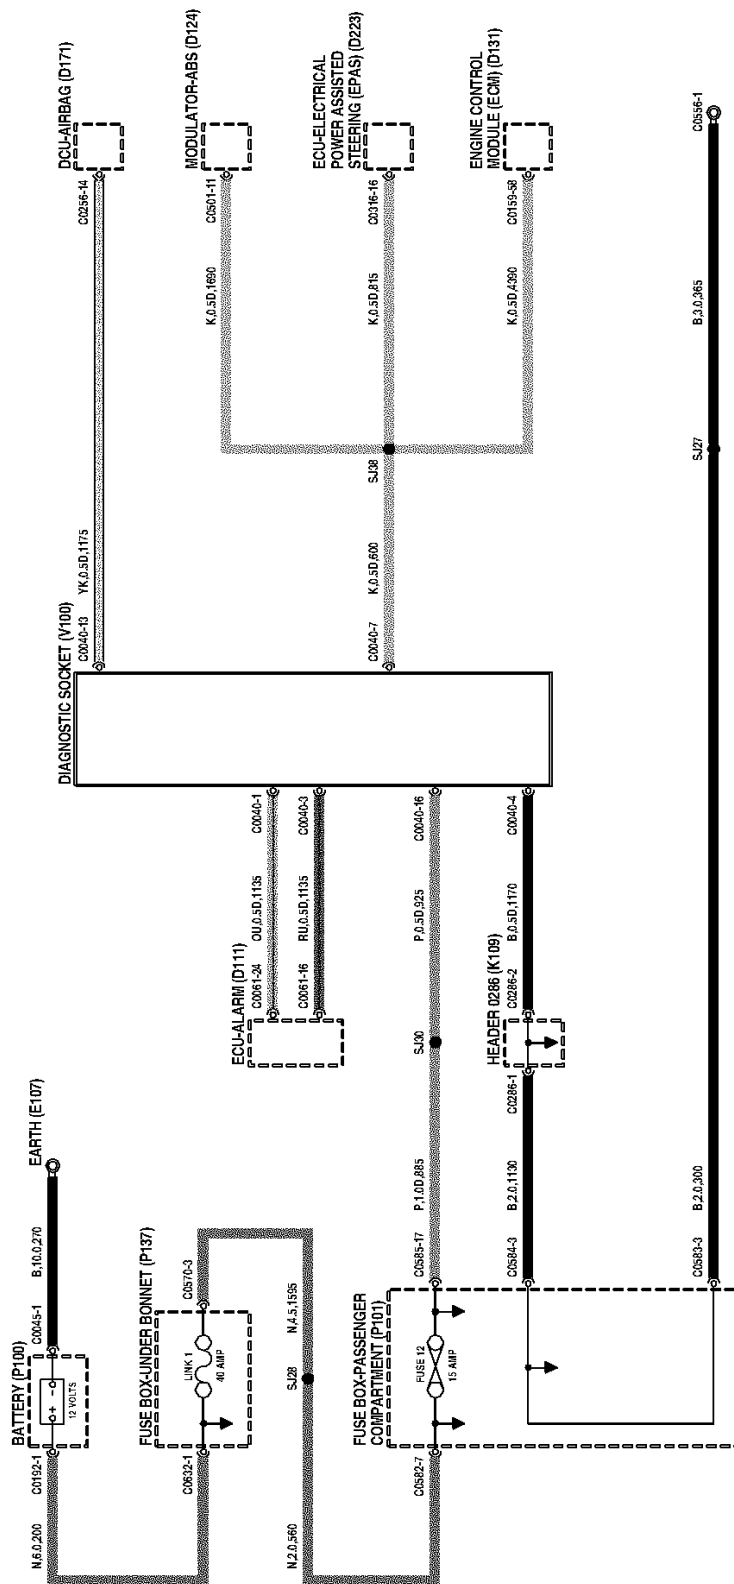 BATTERY (P100)
C0192-1
C0045-1
EARTH (E107)
B,10.0,270
N,6.0,200
12 VOLTS
+
-
FUSE BOX-UNDER BONNET (P137)
C0632-1
LINK 1
40 AMP
C0570-3
N,4.5,1595
SJ28
N,2.0,560
FUSE BOX-PASSENGER
COMPARTMENT (P101)
C0582-7
FUSE 12
15 AMP
C0585-17
P,1.0D,885
SJ30
P,0.5D,925
C0040-16
C0584-3
B,2.0,1130
C0286-1
HEADER 0286 (K109)
C0286-2
B,0.5D,1170
C0040-4
C0583-3
B,2.0,300
SJ27
B,3.0,365
C0556-1
ECU-ALARM (D111)
C0061-24
OU,0.5D,1135
C0040-1
C0061-16
RU,0.5D,1135
C0040-3
DIAGNOSTIC SOCKET (V100)
C0040-13
YK,0.5D,1175
C0256-14
DCU-AIRBAG (D171)
C0040-7
K,0.5D,600
SJ38
K,0.5D,1690
C0501-11
MODULATOR-ABS (D124)
K,0.5D,815
C0316-16
ECU-ELECTRICAL
POWER ASSISTED
STEERING (EPAS) (D223)
K,0.5D,4390
C0159-58
ENGINE CONTROL
MODULE (ECM) (D131)